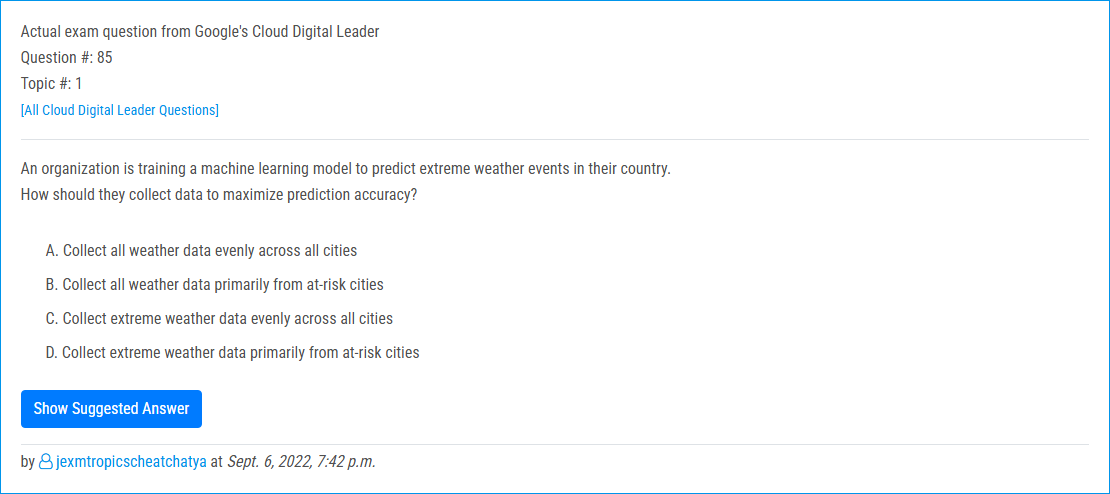 Actual exam question from Google's Cloud Digital Leader
Question #: 85
Topic #: 1
[All Cloud Digital Leader Questions]
An organization is training a machine learning model to predict extreme weather events in their country.
How should they collect data to maximize prediction accuracy?
A. Collect all weather data evenly across all cities
B. Collect all weather data primarily from at-risk cities
C. Collect extreme weather data evenly across all cities
D. Collect extreme weather data primarily from at-risk cities
Show Suggested Answer
by jexmtropicscheatchatya at Sept. 6, 2022, 7:42 p.m.